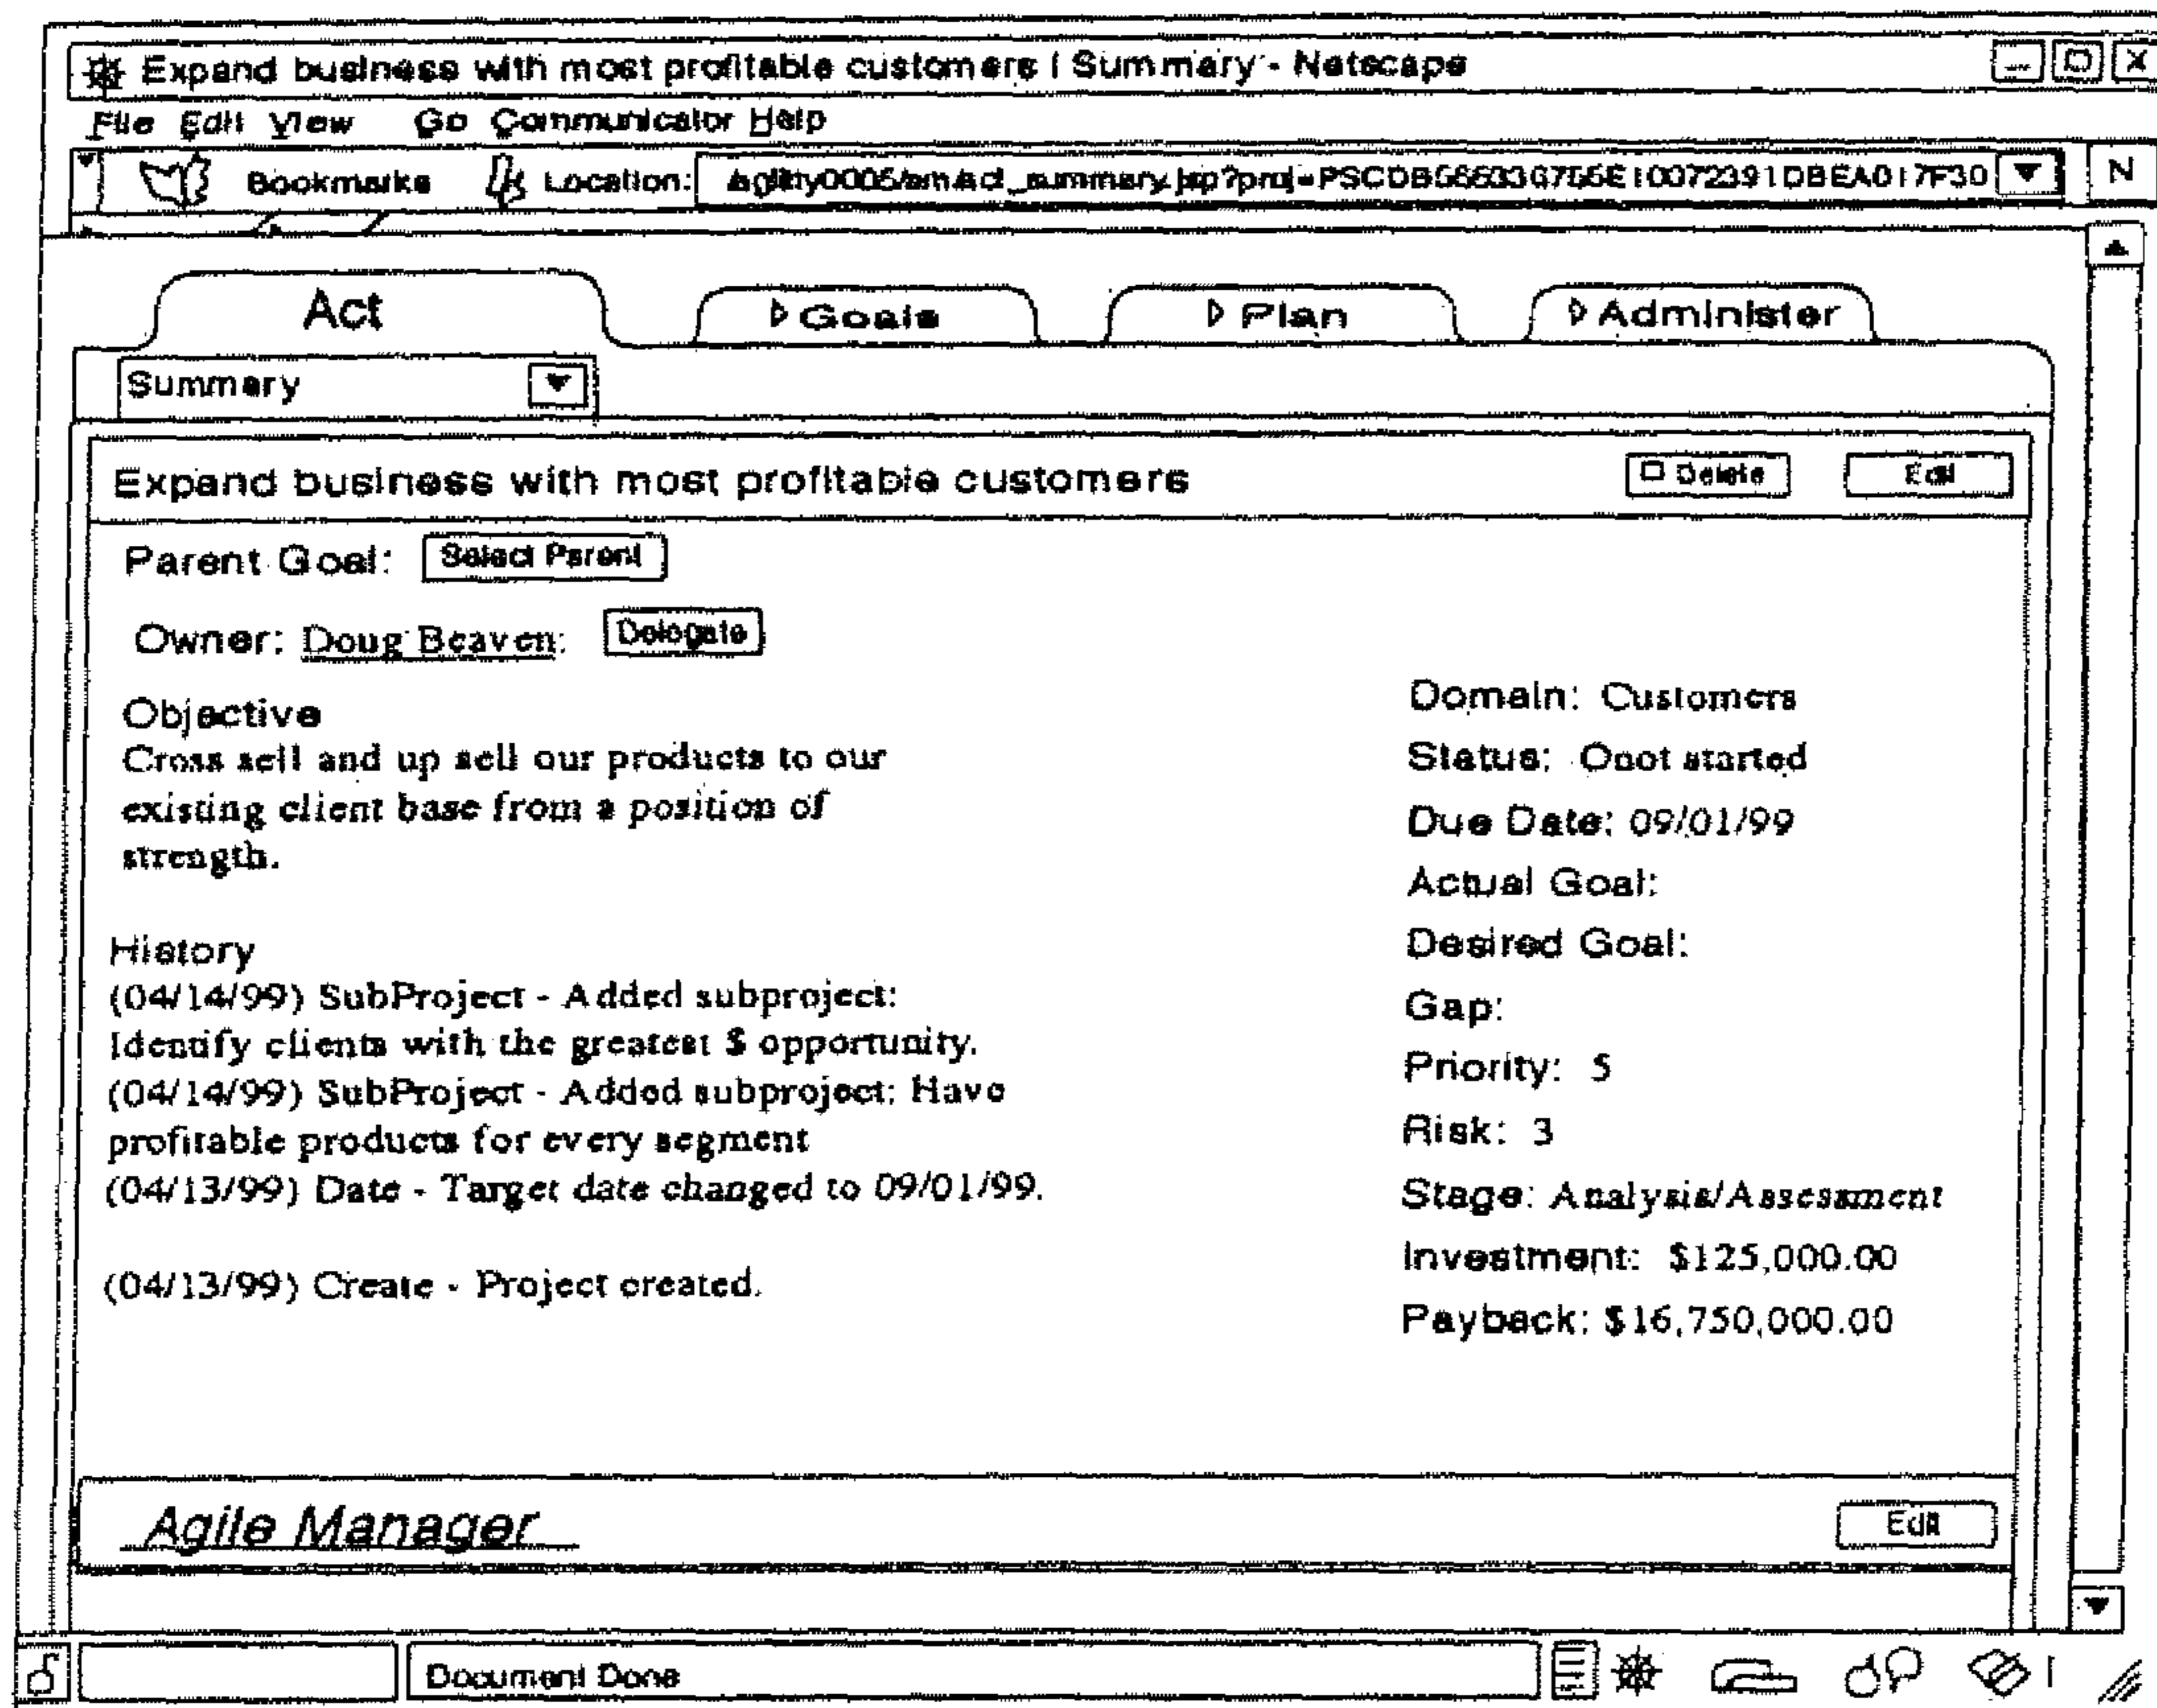 Expand business with most profitable customers | Summary - Netscape
File Edit View Go Communicator Help
Bookmarks Location:
N
Act
Goals
Plan
Administer
Summary
Expand business with most profitable customers
Delete
Edit
Parent Goal: Select Parent
Owner: Doug Beaven: Delegate
Objective
Cross sell and up sell our products to our
existing client base from a position of
strength.
History
(04/14/99) SubProject - Added subproject:
Identify clients with the greatest $ opportunity.
(04/14/99) SubProject - Added subproject: Have
profitable products for every segment
(04/13/99) Date - Target date changed to 09/01/99.
(04/13/99) Create - Project created.
Domain: Customers
Status: Onot started
Due Date: 09/01/99
Actual Goal:
Desired Goal:
Gap:
Priority: 5
Risk: 3
Stage: Analysis/Assessment
Investment: $125,000.00
Payback: $16,750,000.00
Agile Manager
Edit
Document Done